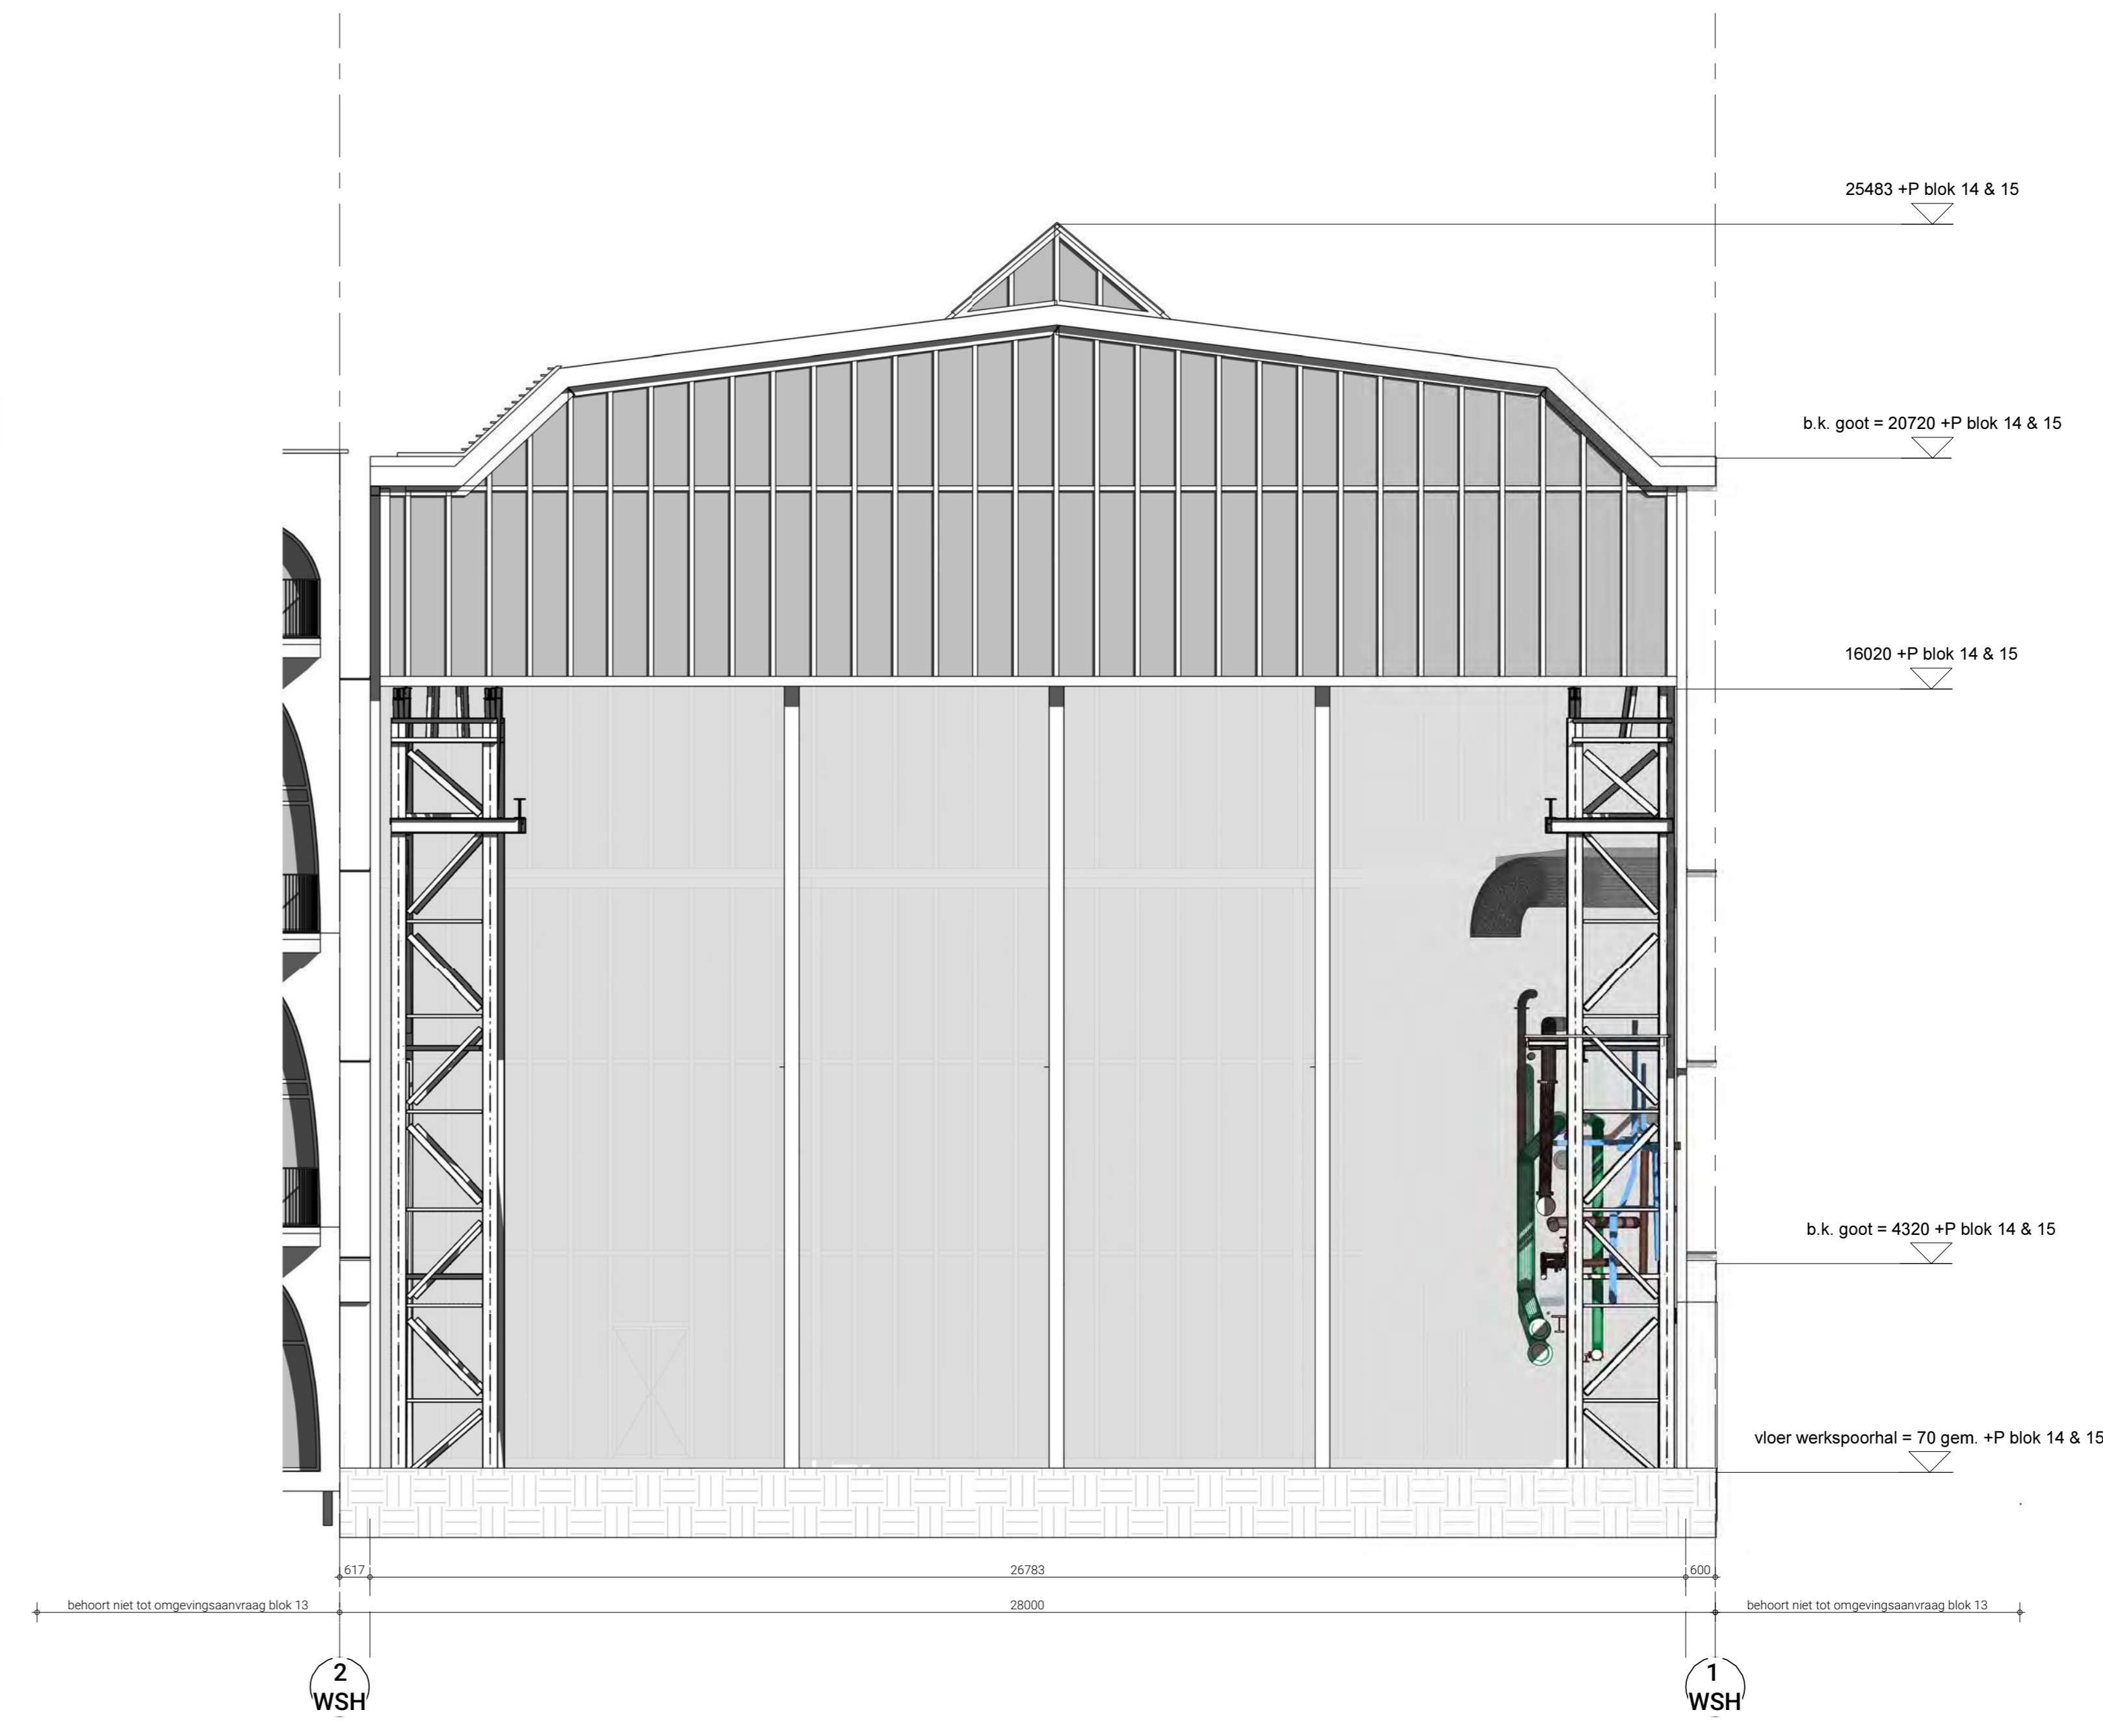 25483 +P blok 14 & 15
b.k. goot = 20720 +P blok 14 & 15
16020 +P blok 14 & 15
b.k. goot = 4320 +P blok 14 & 15
vloer werkspoorhal = 70 gem. +P blok 14 & 15
617 26783 600
behoort niet tot omgevingsaanvraag blok 13 28000 behoort niet tot omgevingsaanvraag blok 13
2 1
WSH WSH